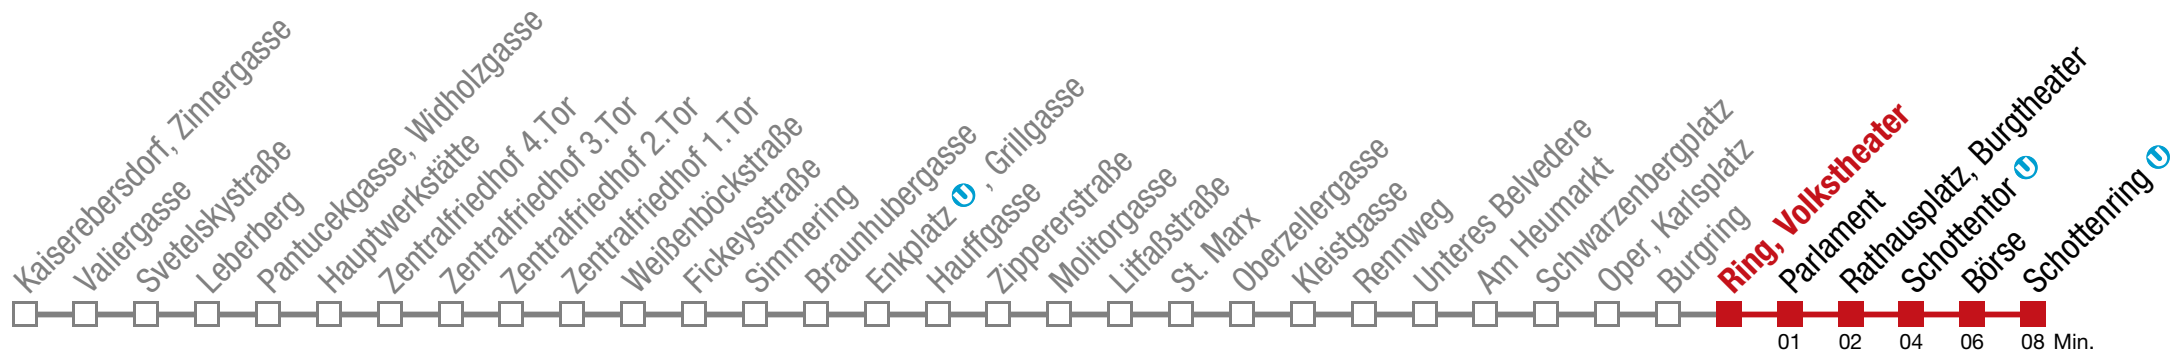 Kaiserebersdorf, Zinnergasse
Valiergasse
Svetelskystraße
Leberberg
Pantucekgasse, Widholzgasse
Hauptwerkstätte
Zentralfriedhof 4.Tor
Zentralfriedhof 3.Tor
Zentralfriedhof 2.Tor
Zentralfriedhof 1.Tor
Weißenböckstraße
Fickeysstraße
Simmering
Braunhubergasse
Enkplatz U , Grillgasse
Hauffgasse
Zippererstraße
Molitorgasse
Litfaßstraße
St. Marx
Oberzellergasse
Kleistgasse
Rennweg
Unteres Belvedere
Am Heumarkt
Schwarzenbergplatz
Oper, Karlsplatz
Burgring
Ring, Volkstheater
Parlament
Rathausplatz, Burgtheater
Schottentor U
Börse
Schottenring U
01 02 04 06 08 Min.